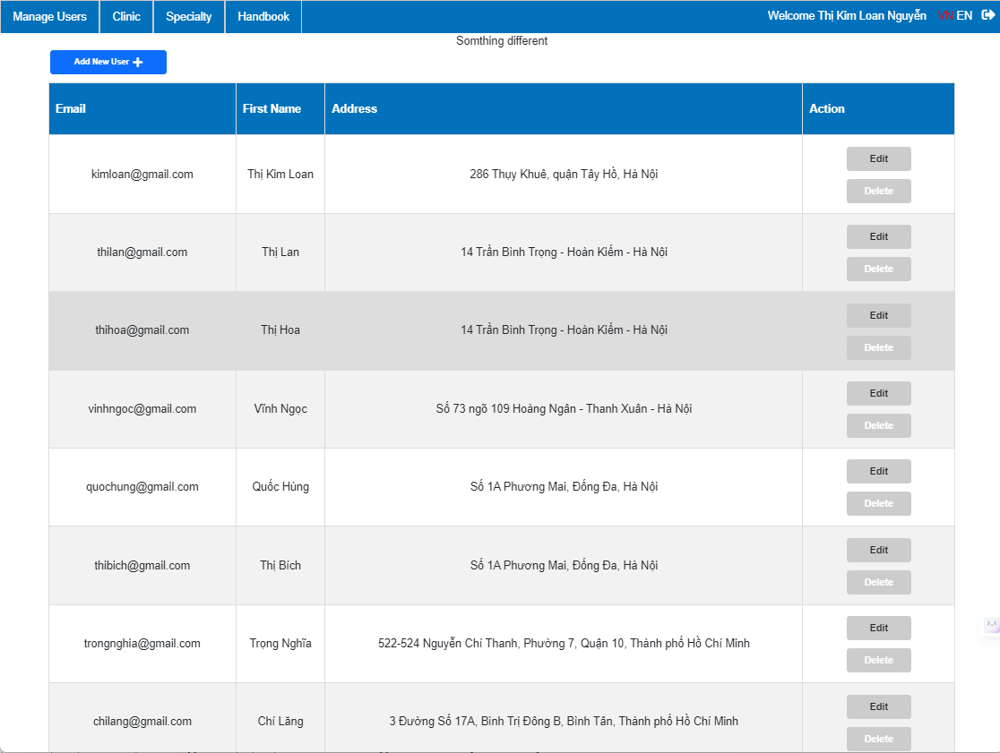 Manage Users Clinic Specialty Handbook Welcome Thị Kim Loan Nguyễn VN EN
Somthing different
Add New User
Email First Name Address Action
kimloan@gmail.com Thị Kim Loan 286 Thụy Khuê, quận Tây Hồ, Hà Nội Edit
Delete
thilan@gmail.com Thị Lan 14 Trần Bình Trọng - Hoàn Kiếm - Hà Nội Edit
Delete
thihoa@gmail.com Thị Hoa 14 Trần Bình Trọng - Hoàn Kiếm - Hà Nội Edit
Delete
vinhngoc@gmail.com Vĩnh Ngọc Số 73 ngõ 109 Hoàng Ngân - Thanh Xuân - Hà Nội Edit
Delete
quochung@gmail.com Quốc Hùng Số 1A Phương Mai, Đống Đa, Hà Nội Edit
Delete
thibich@gmail.com Thị Bích Số 1A Phương Mai, Đống Đa, Hà Nội Edit
Delete
trongnghia@gmail.com Trọng Nghĩa 522-524 Nguyễn Chí Thanh, Phường 7, Quận 10, Thành phố Hồ Chí Minh Edit
Delete
chilang@gmail.com Chí Lăng 3 Đường Số 17A, Bình Trị Đông B, Bình Tân, Thành phố Hồ Chí Minh Edit
Delete